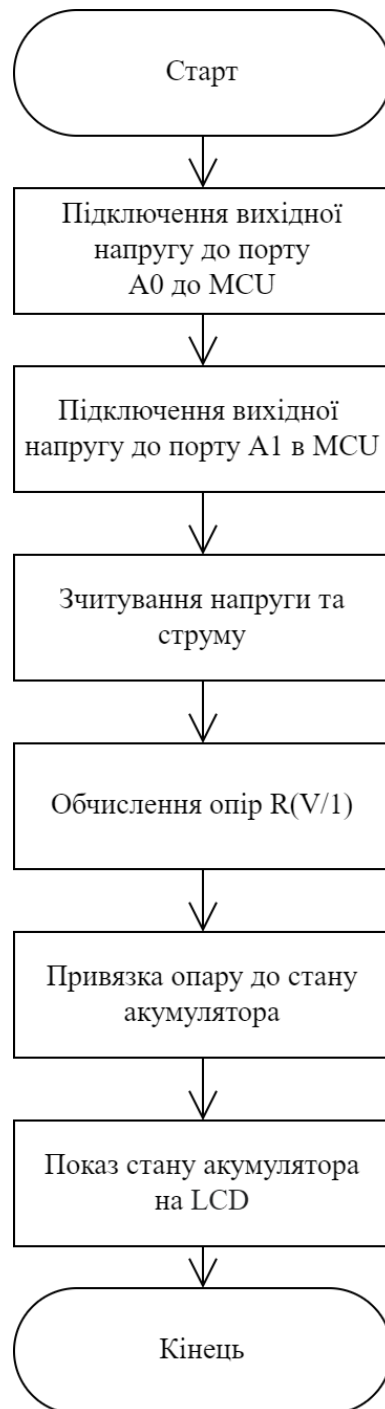 Старт
Підключення вихідної
напругу до порту
A0 до MCU
Підключення вихідної
напругу до порту A1 в MCU
Зчитування напруги та
струму
Обчислення опір R(V/1)
Привязка опару до стану
акумулятора
Показ стану акумулятора
на LCD
Кінець